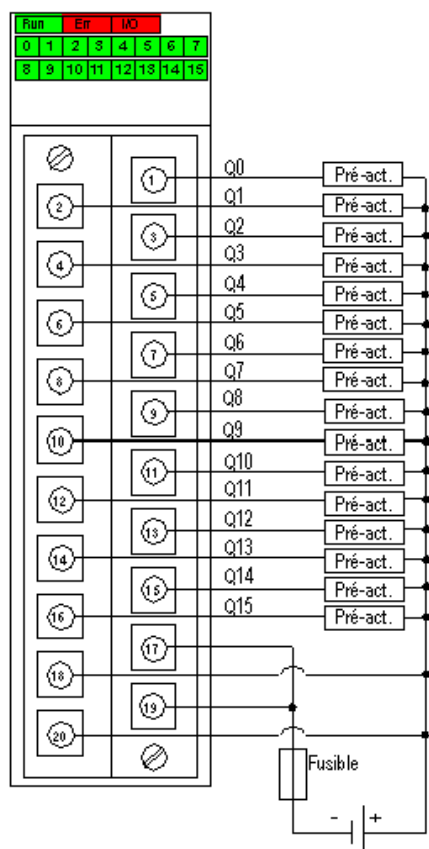 Run Err I/O
0 1 2 3 4 5 6 7
8 9 10 11 12 13 14 15
1 Q0 Pré-act.
2 Q1 Pré-act.
3 Q2 Pré-act.
4 Q3 Pré-act.
5 Q4 Pré-act.
6 Q5 Pré-act.
7 Q6 Pré-act.
8 Q7 Pré-act.
9 Q8 Pré-act.
10 Q9 Pré-act.
11 Q10 Pré-act.
12 Q11 Pré-act.
13 Q12 Pré-act.
14 Q13 Pré-act.
15 Q14 Pré-act.
16 Q15 Pré-act.
17
18
19
20
Fusible
- +